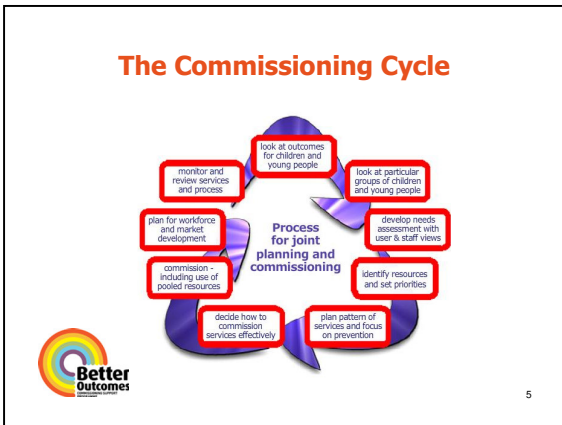 The Commissioning Cycle
look at outcomes
for children and
young people
look at particular
groups of children
and young people
develop needs
assessment with
user & staff views
identify resources
and set priorities
plan pattern of
services and focus
on prevention
decide how to
commission
services effectively
commission -
including use of
pooled resources
plan for workforce
and market
development
monitor and
review services
and process
Process
for joint
planning and
commissioning
Better
Outcomes
COMMISSIONING SUPPORT
5